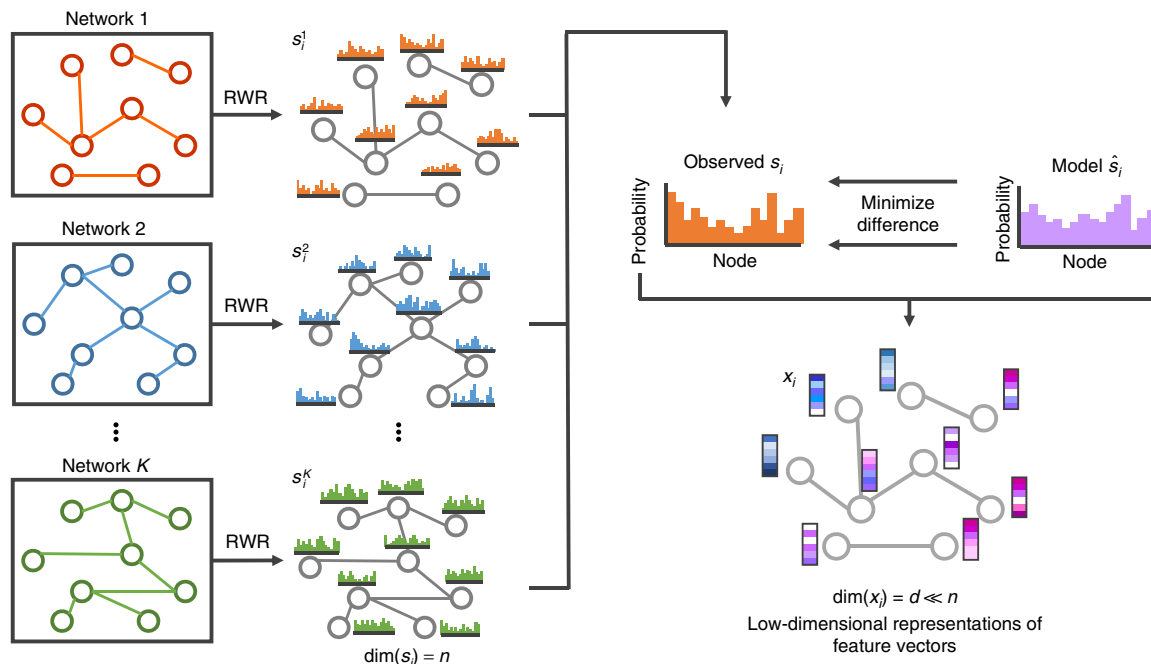 Network 1
RWR
s_i^1
Network 2
RWR
s_i^2
Network K
RWR
s_i^K
dim(s_i) = n
Observed s_i
Probability
Node
Minimize
difference
Model ŝ_i
Probability
Node
x_i
dim(x_i) = d ≪ n
Low-dimensional representations of
feature vectors